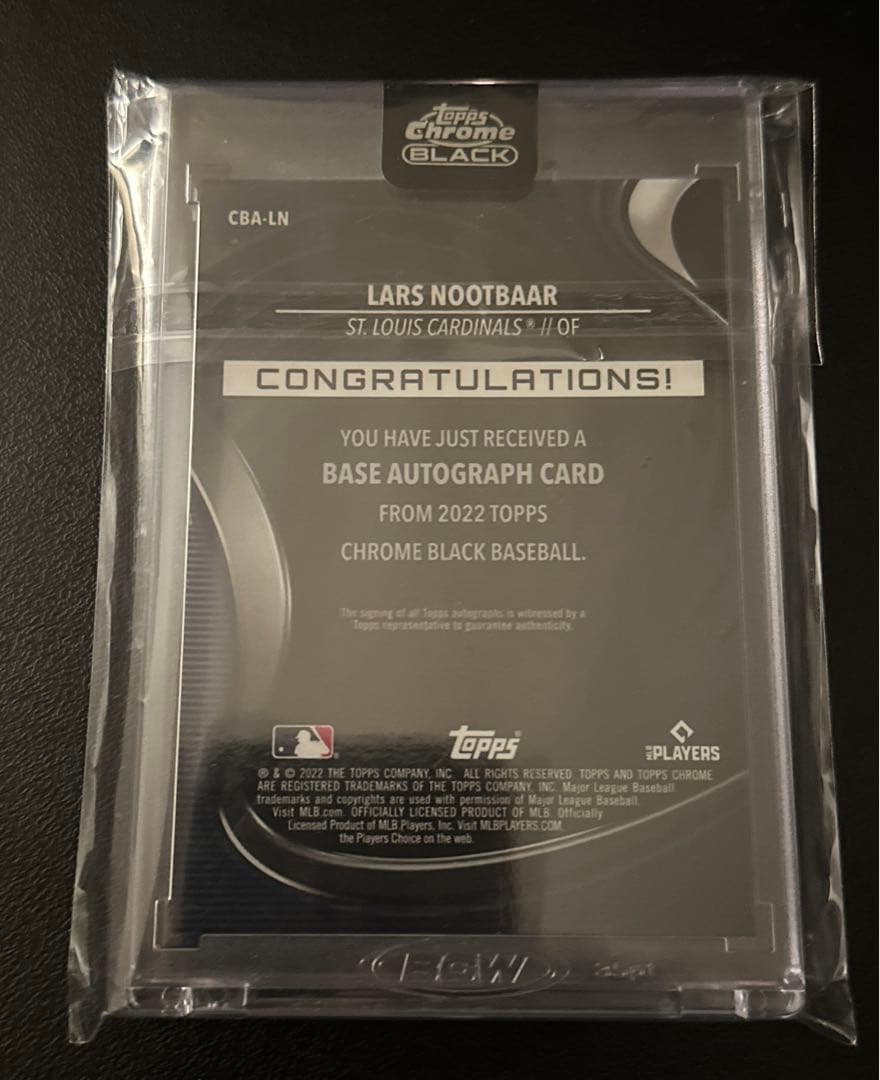 Topps
Chrome
BLACK
CBA-LN
LARS NOOTBAAR
ST. LOUIS CARDINALS® // OF
CONGRATULATIONS!
YOU HAVE JUST RECEIVED A
BASE AUTOGRAPH CARD
FROM 2022 TOPPS
CHROME BLACK BASEBALL.
The signing of all Topps autographs is witnessed by a
Topps representative to guarantee authenticity.
Topps®
MLB PLAYERS
® & © 2022 THE TOPPS COMPANY, INC. ALL RIGHTS RESERVED. TOPPS AND TOPPS CHROME
ARE REGISTERED TRADEMARKS OF THE TOPPS COMPANY, INC. Major League Baseball
trademarks and copyrights are used with permission of Major League Baseball.
Visit MLB.com. OFFICIALLY LICENSED PRODUCT OF MLB. Officially
Licensed Product of MLB Players, Inc. Visit MLBPLAYERS.COM,
the Players Choice on the web.
35pt